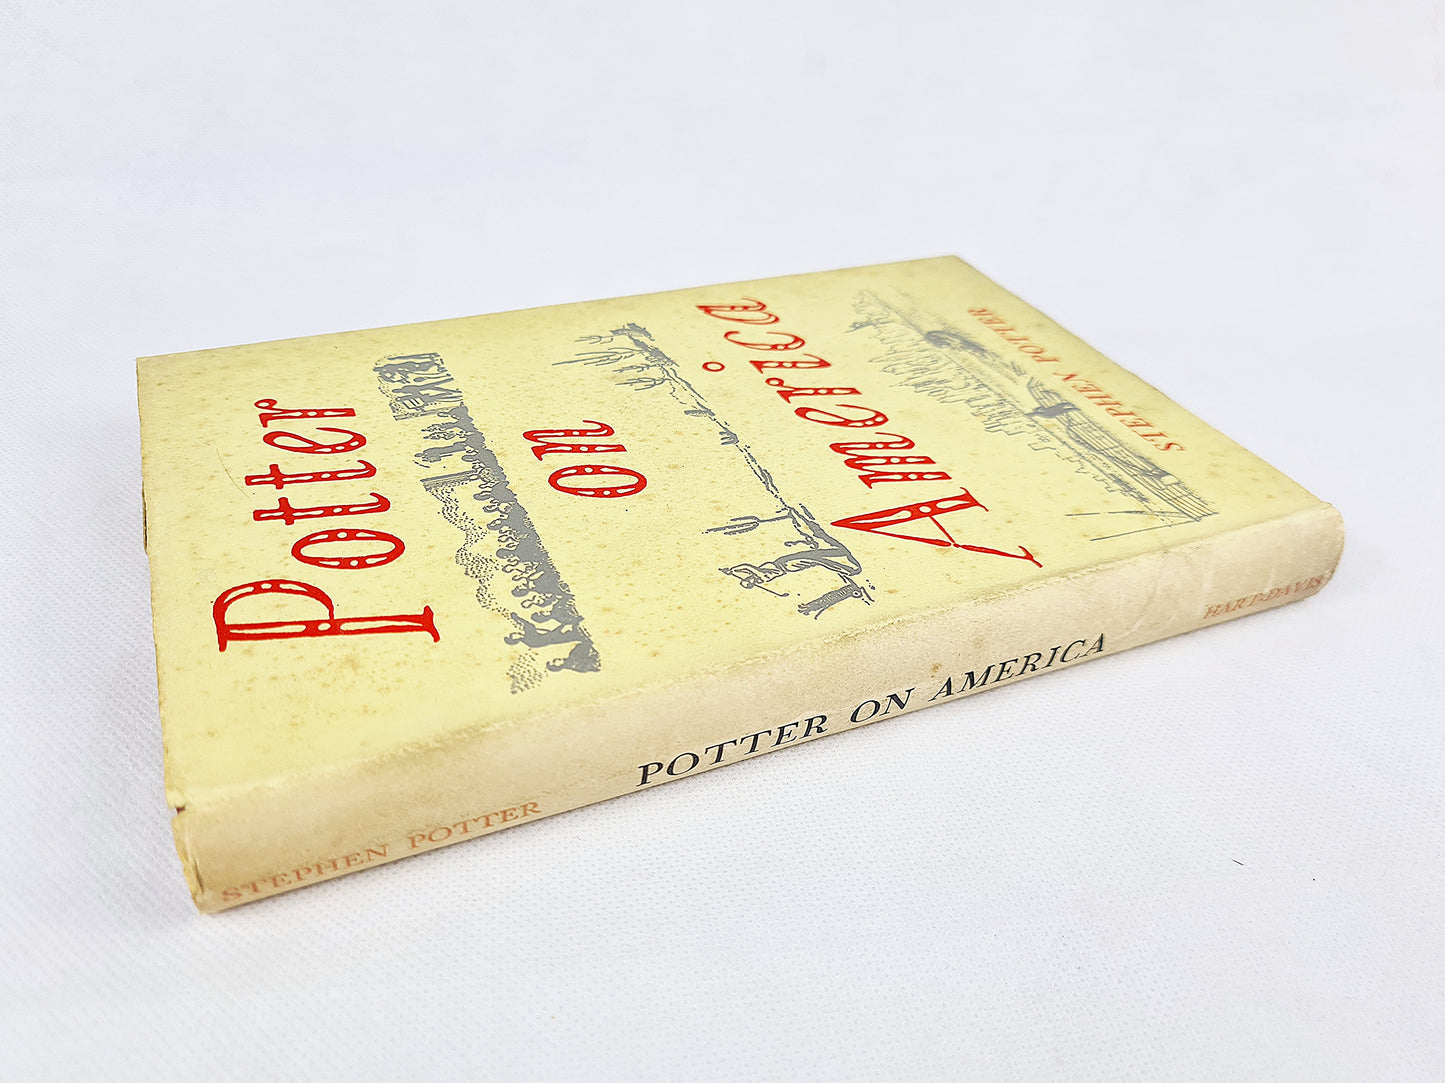 Potter
on
America
STEPHEN POTTER
STEPHEN POTTER
POTTER ON AMERICA
HART-DAVIS